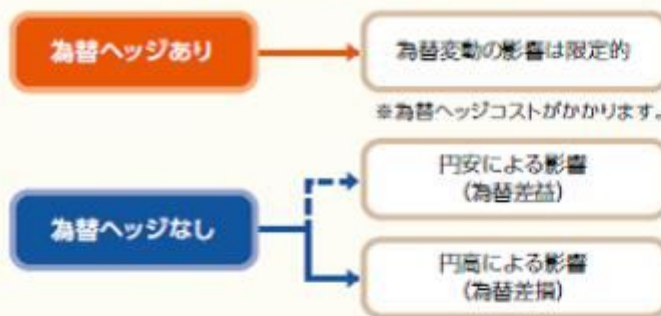 為替ヘッジあり
為替変動の影響は限定的
※為替ヘッジコストがかかります。
為替ヘッジなし
円安による影響
(為替差益)
円高による影響
(為替差損)